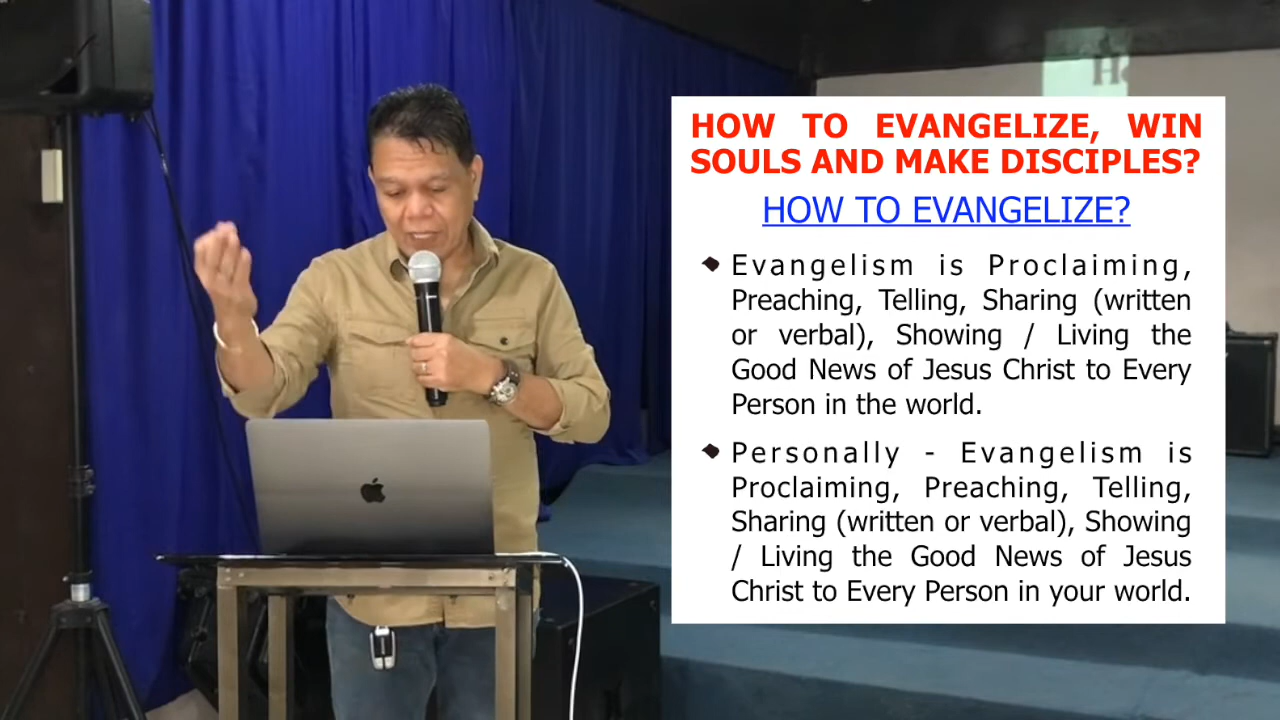 HOW TO EVANGELIZE, WIN
SOULS AND MAKE DISCIPLES?
HOW TO EVANGELIZE?
Evangelism is Proclaiming,
Preaching, Telling, Sharing (written
or verbal), Showing / Living the
Good News of Jesus Christ to Every
Person in the world.
Personally - Evangelism is
Proclaiming, Preaching, Telling,
Sharing (written or verbal), Showing
/ Living the Good News of Jesus
Christ to Every Person in your world.